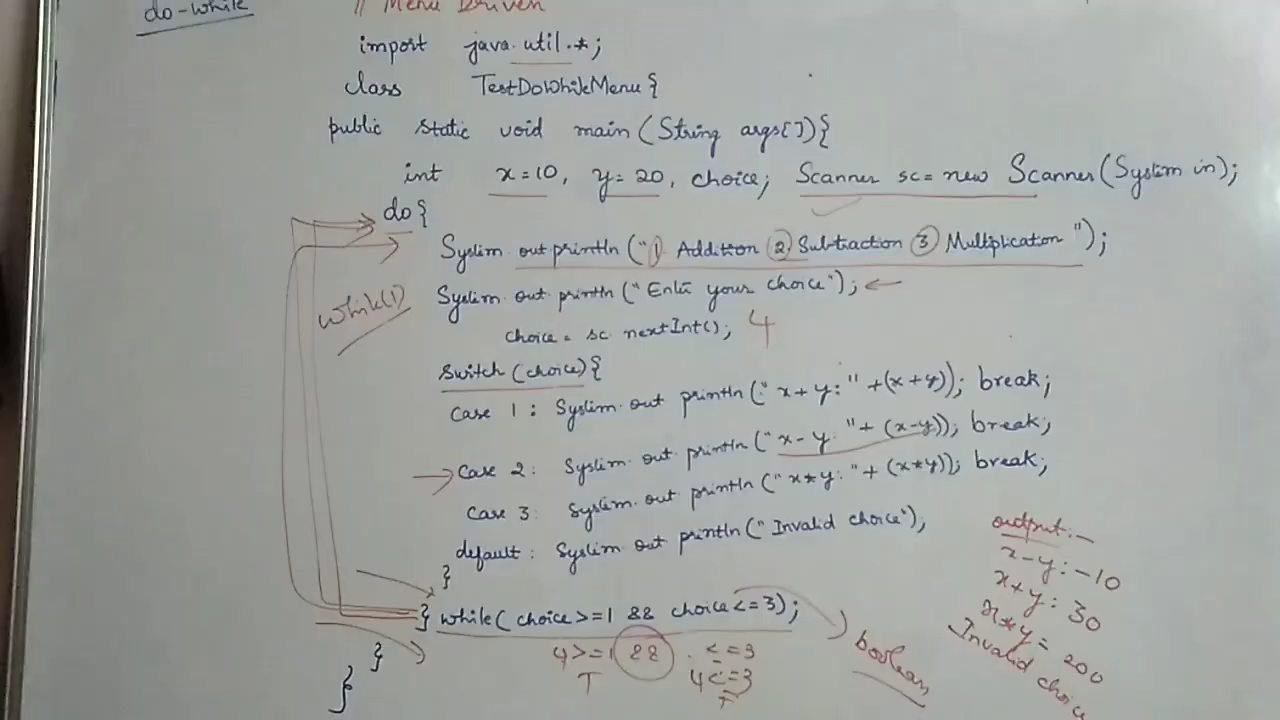 do-while
// Menu Driven
import java.util.*;
class TestDoWhileMenu{
public static void main(String args[]){
int x=10, y=20, choice; Scanner sc=new Scanner(System in);
do{
System out println("① Addition ② Subtraction ③ Multiplication");
while(1)
System out println("Enter your choice"); ←
choice = sc nextInt(); 4
switch(choice){
case 1: System.out println("x+y:"+(x+y)); break;
case 2: System out println("x-y:"+(x-y)); break;
case 3: System out println("x*y:"+(x*y)); break;
default: System out println("Invalid choice");
}
} while(choice>=1 && choice<=3);
}
}
4>=1 && <=3
T 4<=3
F
boolean
output:-
x-y:-10
x+y: 30
x*y= 200
Invalid choice